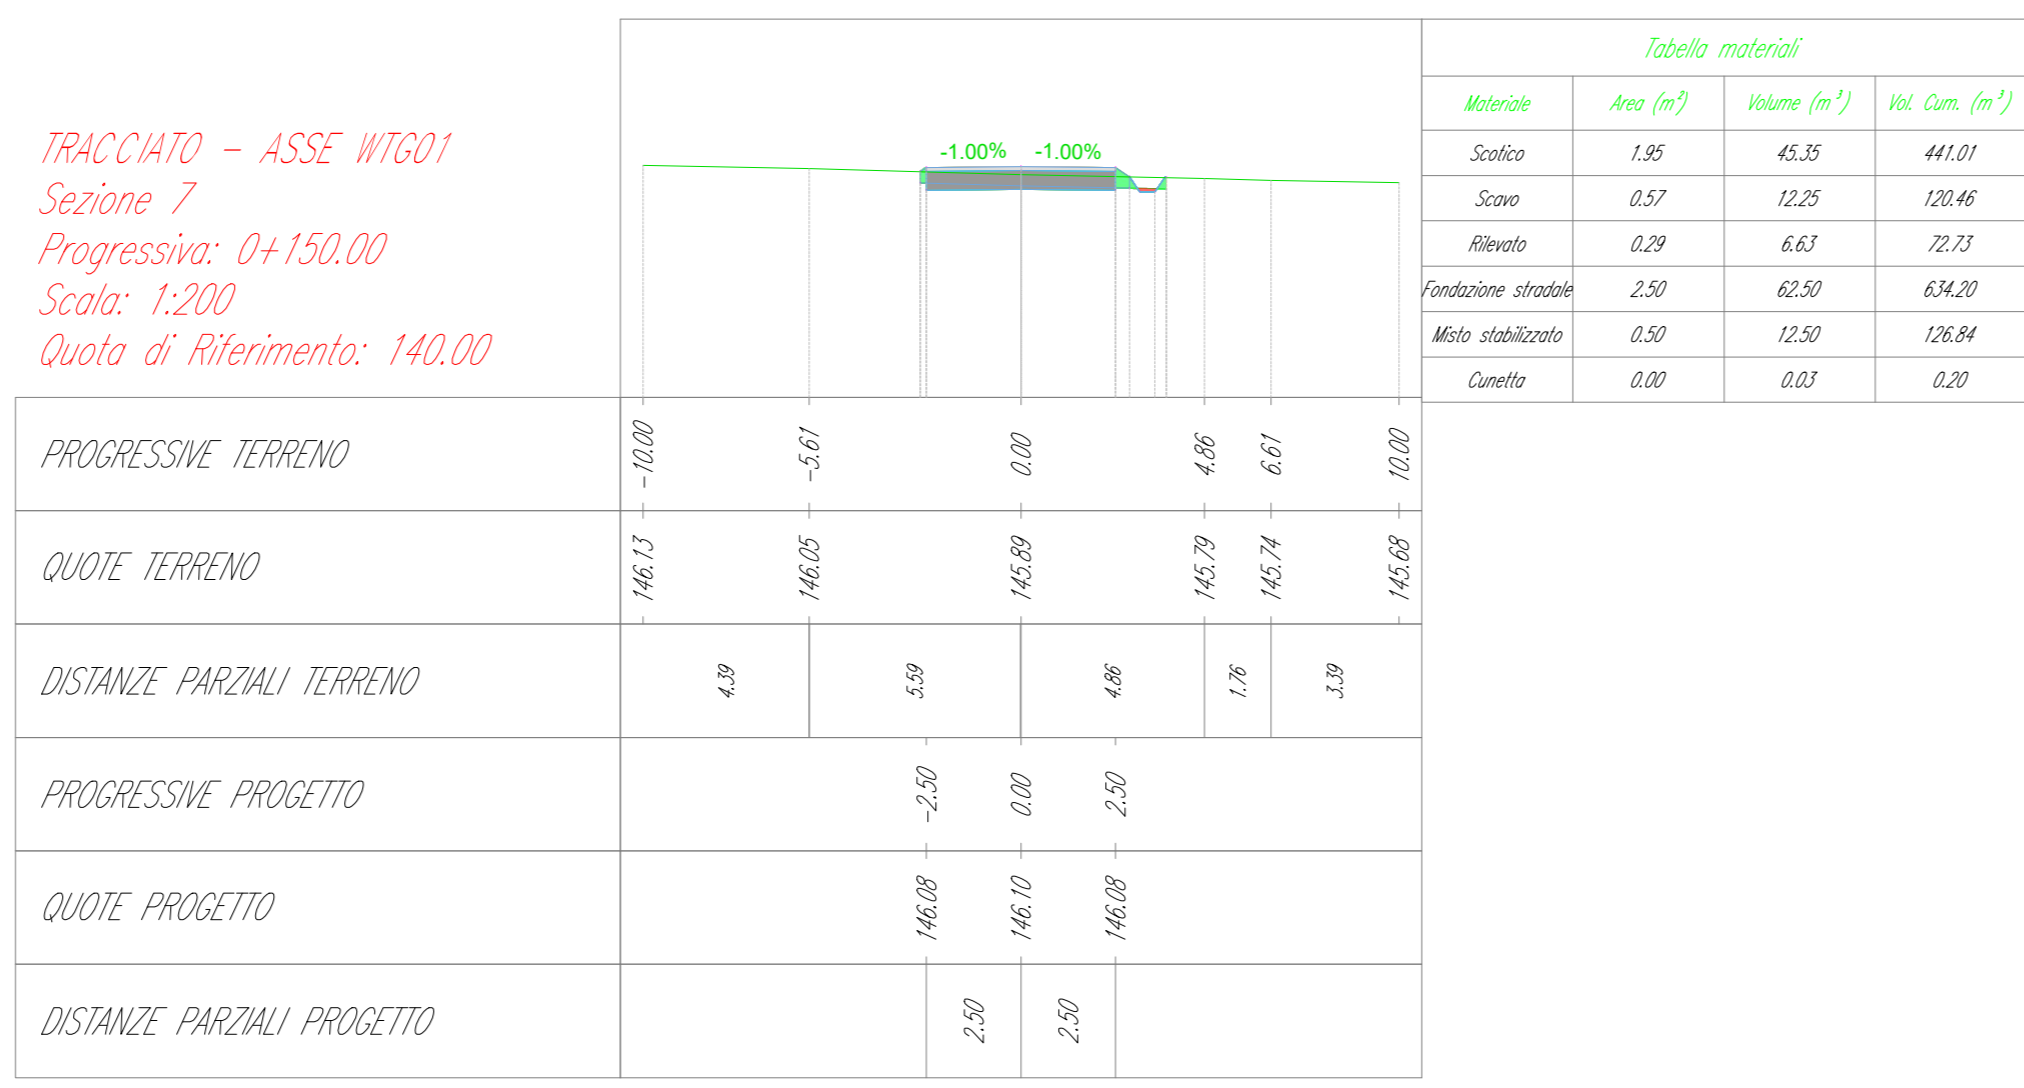 TRACCIATO - ASSE WTG01
Sezione 7
Progressiva: 0+150.00
Scala: 1:200
Quota di Riferimento: 140.00
-1.00% -1.00%
Tabella materiali
Materiale Area (m²) Volume (m³) Vol. Cum. (m³)
Scotico 1.95 45.35 441.01
Scavo 0.57 12.25 120.46
Rilevato 0.29 6.63 72.73
Fondazione stradale 2.50 62.50 634.20
Misto stabilizzato 0.50 12.50 126.84
Cunetta 0.00 0.03 0.20
PROGRESSIVE TERRENO -10.00 -5.61 0.00 4.86 6.61 10.00
QUOTE TERRENO 146.13 146.05 145.89 145.79 145.74 145.68
DISTANZE PARZIALI TERRENO 4.39 5.59 4.86 1.76 3.39
PROGRESSIVE PROGETTO -2.50 0.00 2.50
QUOTE PROGETTO 146.08 146.10 146.08
DISTANZE PARZIALI PROGETTO 2.50 2.50